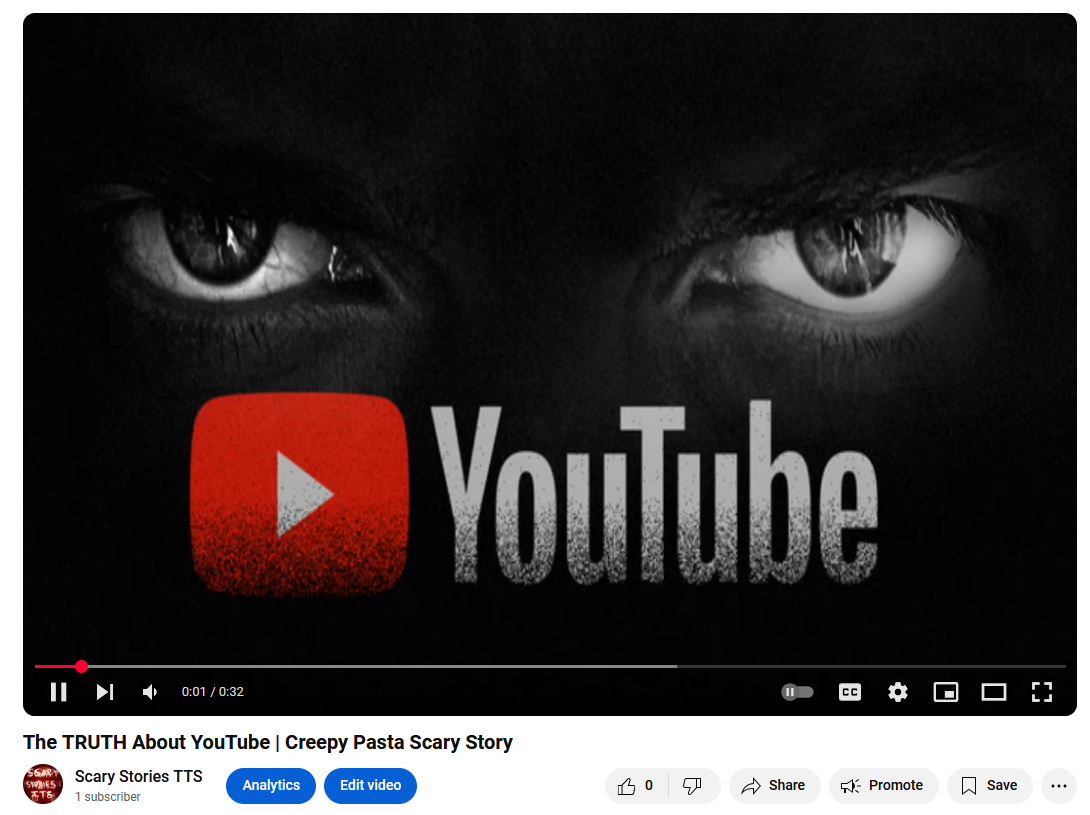 YouTube
0:01 / 0:32
CC
The TRUTH About YouTube | Creepy Pasta Scary Story
SCARY
STORIES
TTS
Scary Stories TTS
1 subscriber
Analytics
Edit video
0
Share
Promote
Save